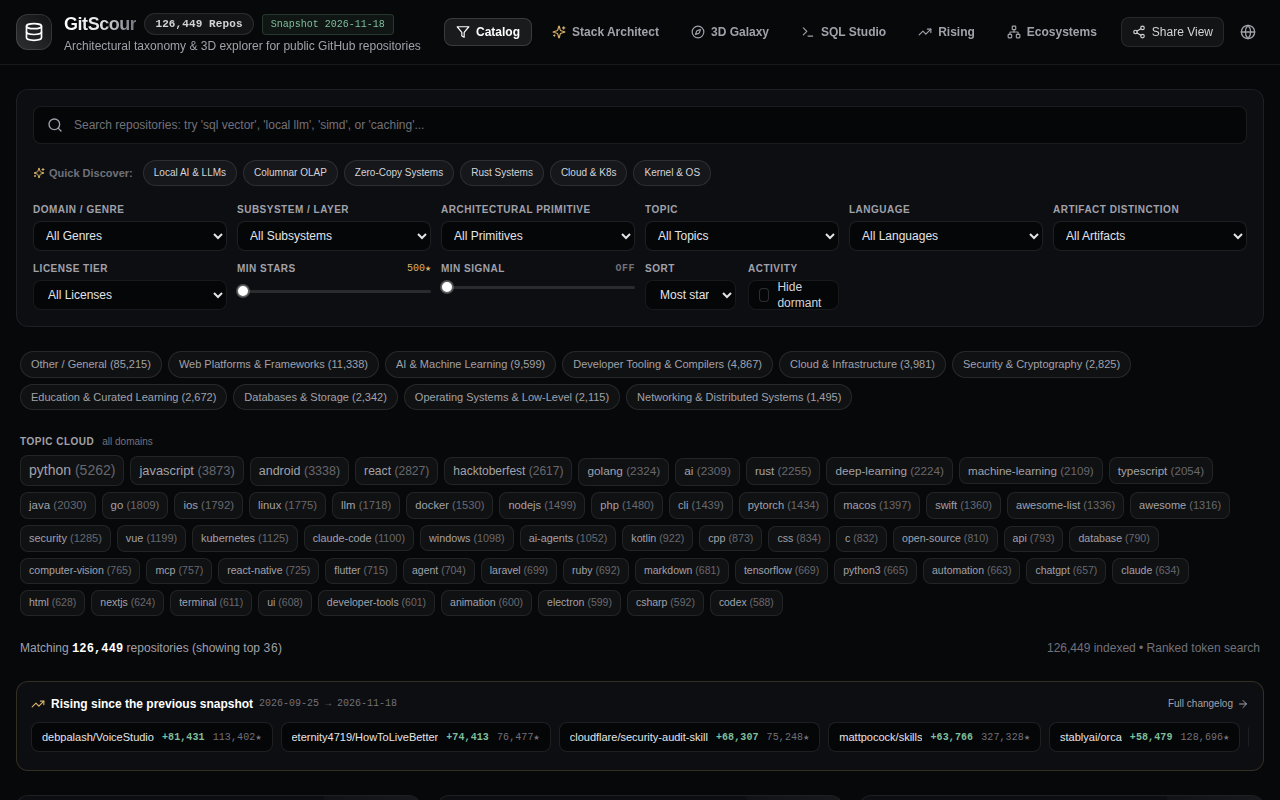 GitScour 126,449 Repos Snapshot 2026-11-18
Architectural taxonomy & 3D explorer for public GitHub repositories
Catalog Stack Architect 3D Galaxy SQL Studio Rising Ecosystems Share View
Search repositories: try 'sql vector', 'local llm', 'simd', or 'caching'...
Quick Discover: Local AI & LLMs Columnar OLAP Zero-Copy Systems Rust Systems Cloud & K8s Kernel & OS
DOMAIN / GENRE SUBSYSTEM / LAYER ARCHITECTURAL PRIMITIVE TOPIC LANGUAGE ARTIFACT DISTINCTION
All Genres All Subsystems All Primitives All Topics All Languages All Artifacts
LICENSE TIER MIN STARS 500★ MIN SIGNAL OFF SORT ACTIVITY
All Licenses Most star Hide dormant
Other / General (85,215) Web Platforms & Frameworks (11,338) AI & Machine Learning (9,599) Developer Tooling & Compilers (4,867) Cloud & Infrastructure (3,981) Security & Cryptography (2,825)
Education & Curated Learning (2,672) Databases & Storage (2,342) Operating Systems & Low-Level (2,115) Networking & Distributed Systems (1,495)
TOPIC CLOUD all domains
python (5262) javascript (3873) android (3338) react (2827) hacktoberfest (2617) golang (2324) ai (2309) rust (2255) deep-learning (2224) machine-learning (2109) typescript (2054)
java (2030) go (1809) ios (1792) linux (1775) llm (1718) docker (1530) nodejs (1499) php (1480) cli (1439) pytorch (1434) macos (1397) swift (1360) awesome-list (1336) awesome (1316)
security (1285) vue (1199) kubernetes (1125) claude-code (1100) windows (1098) ai-agents (1052) kotlin (922) cpp (873) css (834) c (832) open-source (810) api (793) database (790)
computer-vision (765) mcp (757) react-native (725) flutter (715) agent (704) laravel (699) ruby (692) markdown (681) tensorflow (669) python3 (665) automation (663) chatgpt (657) claude (634)
html (628) nextjs (624) terminal (611) ui (608) developer-tools (601) animation (600) electron (599) csharp (592) codex (588)
Matching 126,449 repositories (showing top 36) 126,449 indexed • Ranked token search
Rising since the previous snapshot 2026-09-25 → 2026-11-18 Full changelog →
debpalash/VoiceStudio +81,431 113,402★ eternity4719/HowToLiveBetter +74,413 76,477★ cloudflare/security-audit-skill +68,307 75,248★ mattpocock/skills +63,766 327,328★ stablyai/orca +58,479 128,696★